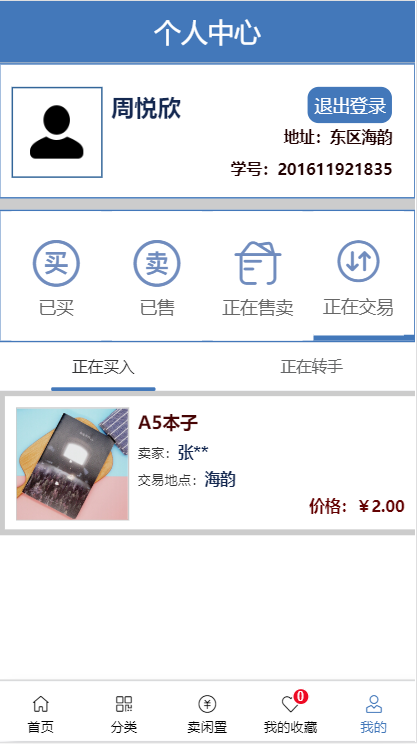 个人中心
周悦欣
退出登录
地址：东区海韵
学号：201611921835
买
卖
已买
已售
正在售卖
正在交易
正在买入
正在转手
A5本子
卖家：张**
交易地点：海韵
价格：￥2.00
0
首页
分类
卖闲置
我的收藏
我的